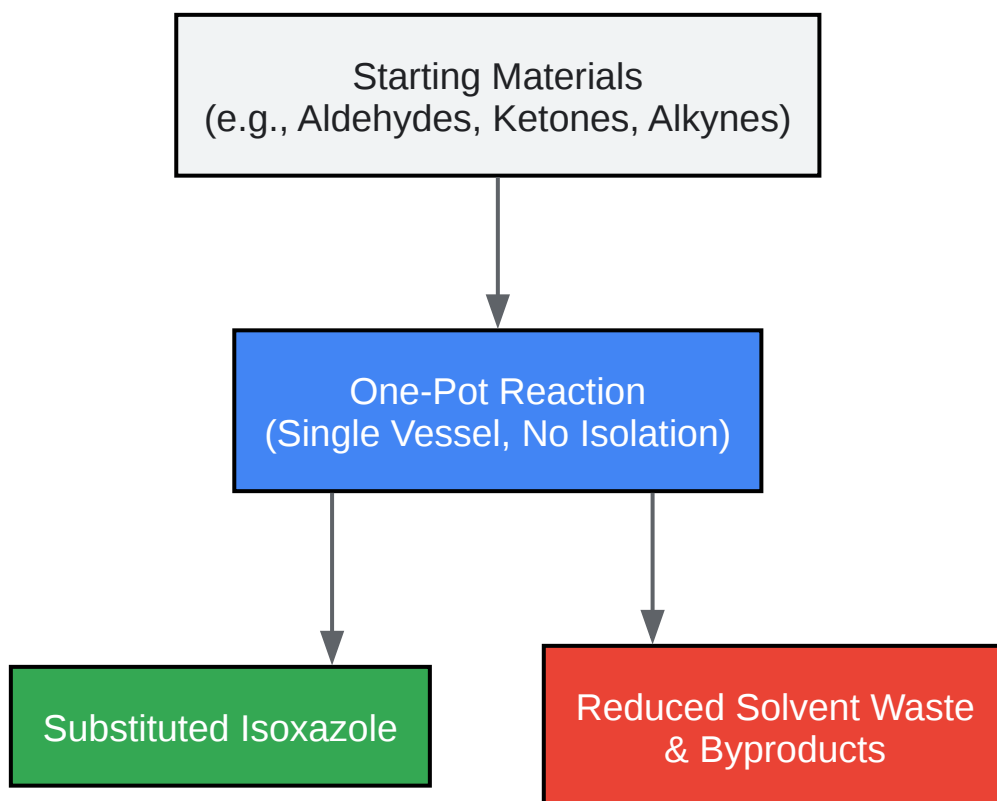 Starting Materials
(e.g., Aldehydes, Ketones, Alkynes)
One-Pot Reaction
(Single Vessel, No Isolation)
Substituted Isoxazole
Reduced Solvent Waste
& Byproducts